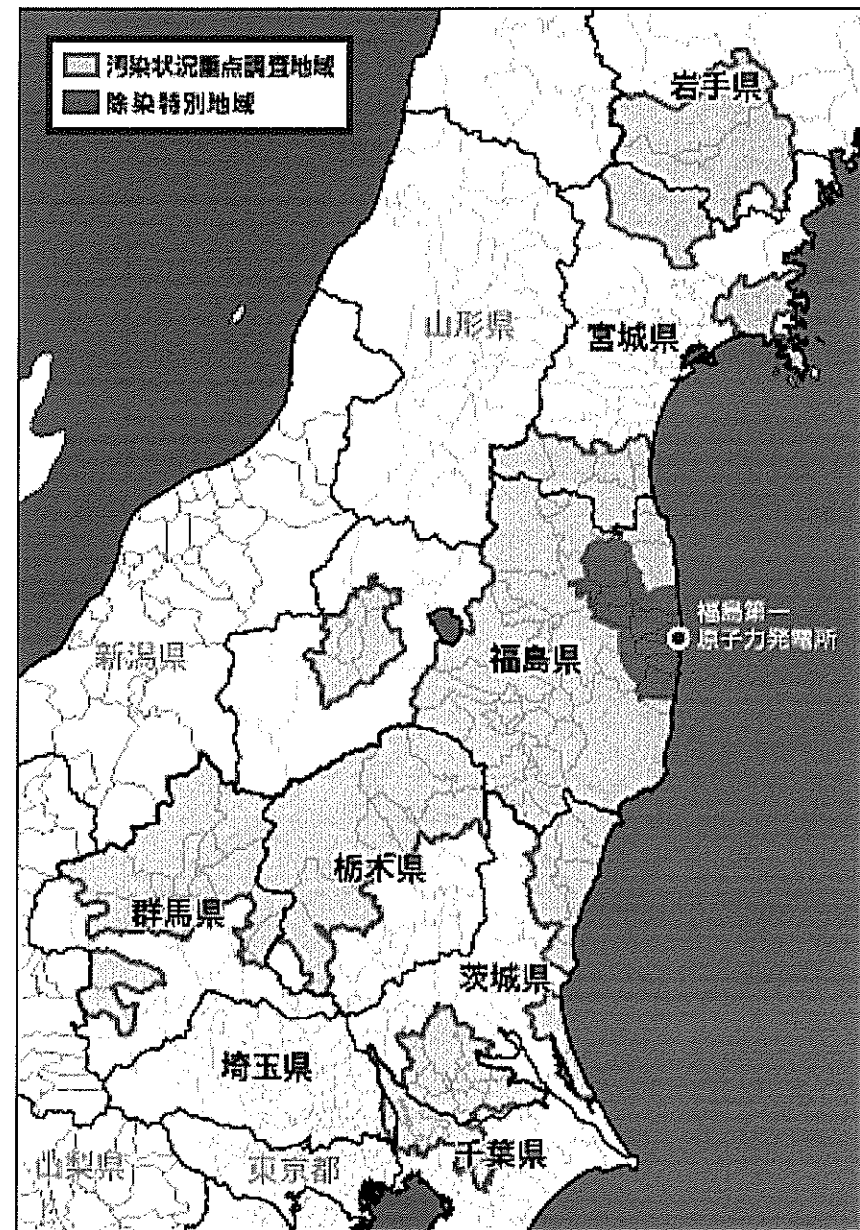 汚染状況重点調査地域
除染特別地域
岩手県
山形県
宮城県
福島第一
原子力発電所
新潟県
福島県
栃木県
群馬県
茨城県
埼玉県
山梨県
東京都
千葉県